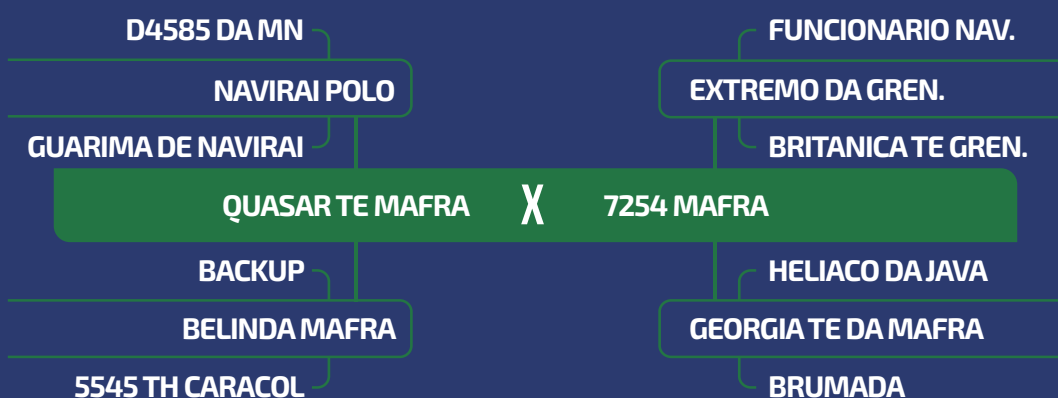 D4585 DA MN
FUNCIONARIO NAV.
NAVIRAI POLO
EXTREMO DA GREN.
GUARIMA DE NAVIRAI
BRITANICA TE GREN.
QUASAR TE MAFRA X 7254 MAFRA
BACKUP
HELIACO DA JAVA
BELINDA MAFRA
GEORGIA TE DA MAFRA
5545 TH CARACOL
BRUMADA